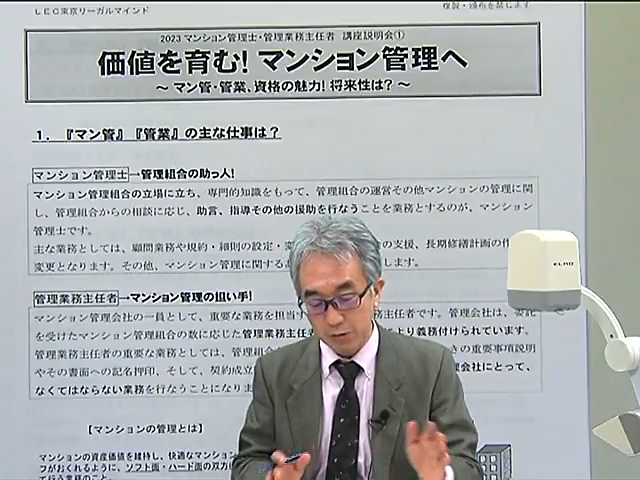 LEC東京リーガルマインド
複製・頒布を禁じます
2023 マンション管理士・管理業務主任者 講座説明会①
価値を育む！マンション管理へ
～ マン管・管業、資格の魅力！将来性は？ ～
1．『マン管』『管業』の主な仕事は？
マンション管理士→管理組合の助っ人！
マンション管理組合の立場に立ち、専門的知識をもって、管理組合の運営その他マンションの管理に関
し、管理組合からの相談に応じ、助言、指導その他の援助を行なうことを業務とするのが、マンション
管理士です。
主な業務としては、顧問業務や規約・細則の設定・変 の支援、長期修繕計画の作
変更となります。その他、マンション管理に関する します。
ELMO
管理業務主任者→マンション管理の担い手！
マンション管理会社の一員として、重要な業務を担当す 主任者です。管理会社は、委託
を受けたマンション管理組合の数に応じた管理業務主任 より義務付けられています。
管理業務主任者の重要な業務としては、管理組合 きの重要事項説明
やその書面への記名押印、そして、契約成立 理会社にとって、
なくてはならない業務を行なうことになりま
【マンションの管理とは】
マンションの資産価値を維持し、快適なマンション
フがおくれるように、ソフト面・ハード面の双方
て行う業務のこと。